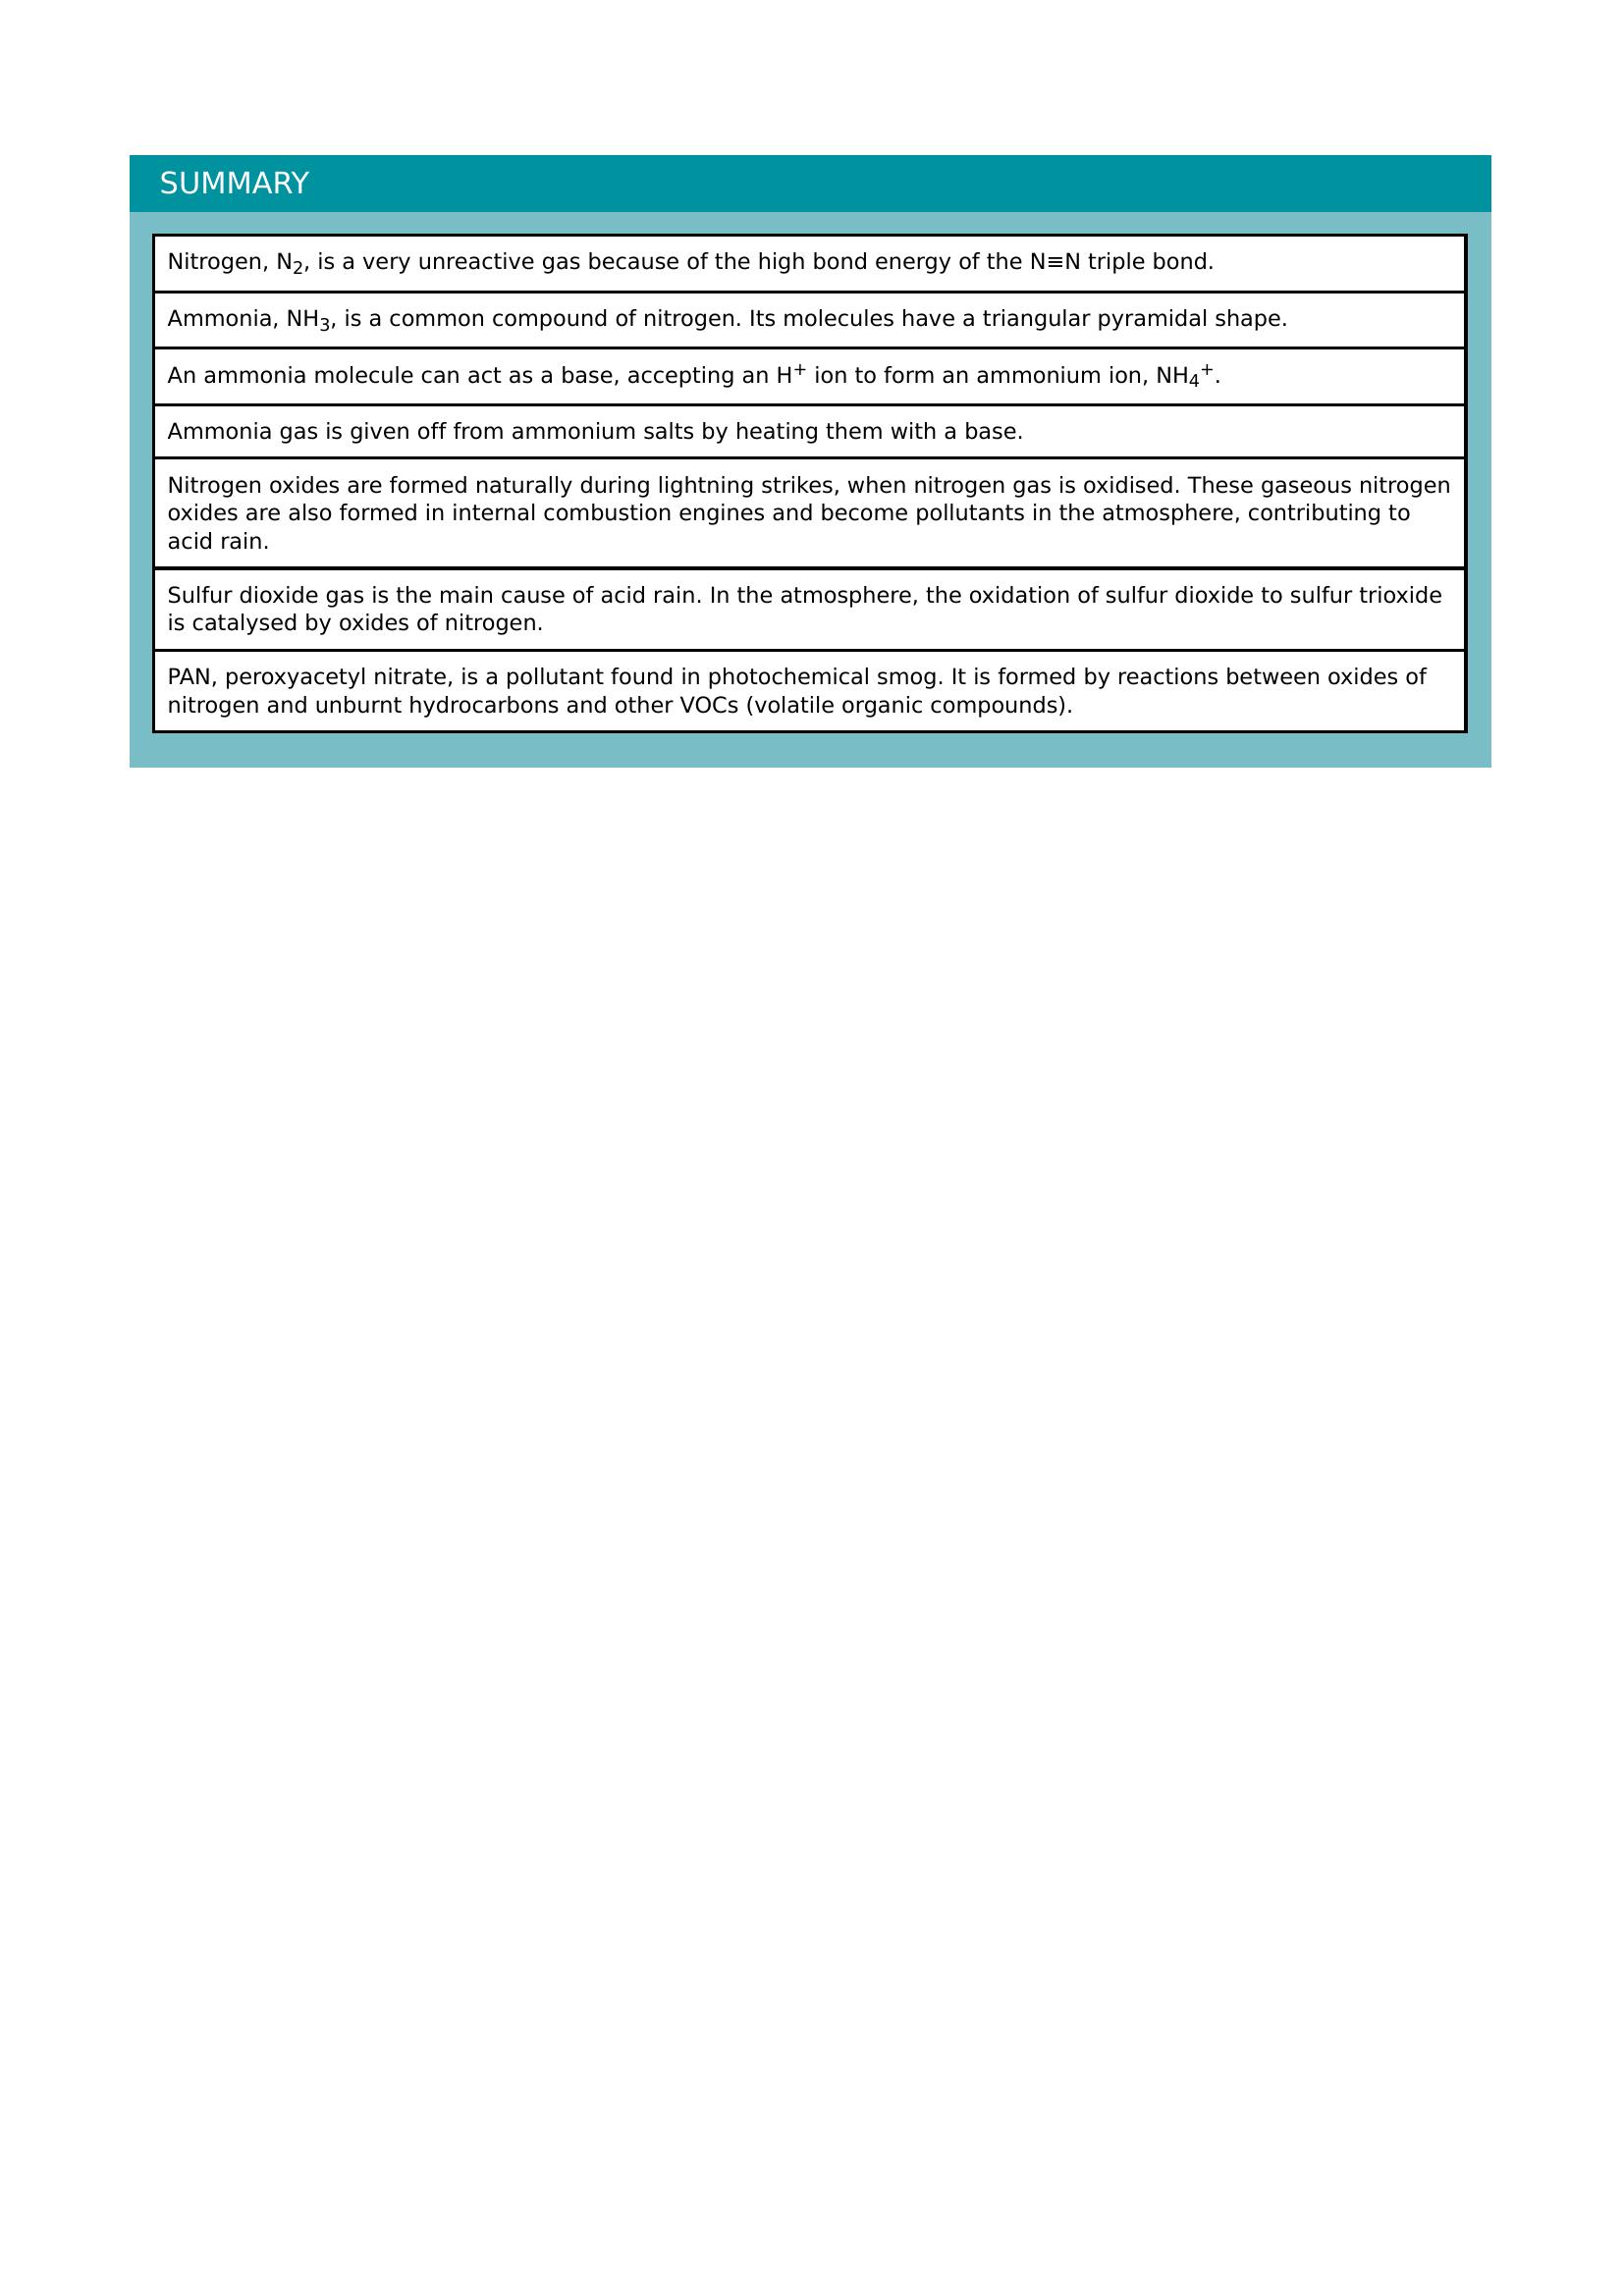 SUMMARY
Nitrogen, N₂, is a very unreactive gas because of the high bond energy of the N≡N triple bond.
Ammonia, NH₃, is a common compound of nitrogen. Its molecules have a triangular pyramidal shape.
An ammonia molecule can act as a base, accepting an H⁺ ion to form an ammonium ion, NH₄⁺.
Ammonia gas is given off from ammonium salts by heating them with a base.
Nitrogen oxides are formed naturally during lightning strikes, when nitrogen gas is oxidised. These gaseous nitrogen
oxides are also formed in internal combustion engines and become pollutants in the atmosphere, contributing to
acid rain.
Sulfur dioxide gas is the main cause of acid rain. In the atmosphere, the oxidation of sulfur dioxide to sulfur trioxide
is catalysed by oxides of nitrogen.
PAN, peroxyacetyl nitrate, is a pollutant found in photochemical smog. It is formed by reactions between oxides of
nitrogen and unburnt hydrocarbons and other VOCs (volatile organic compounds).